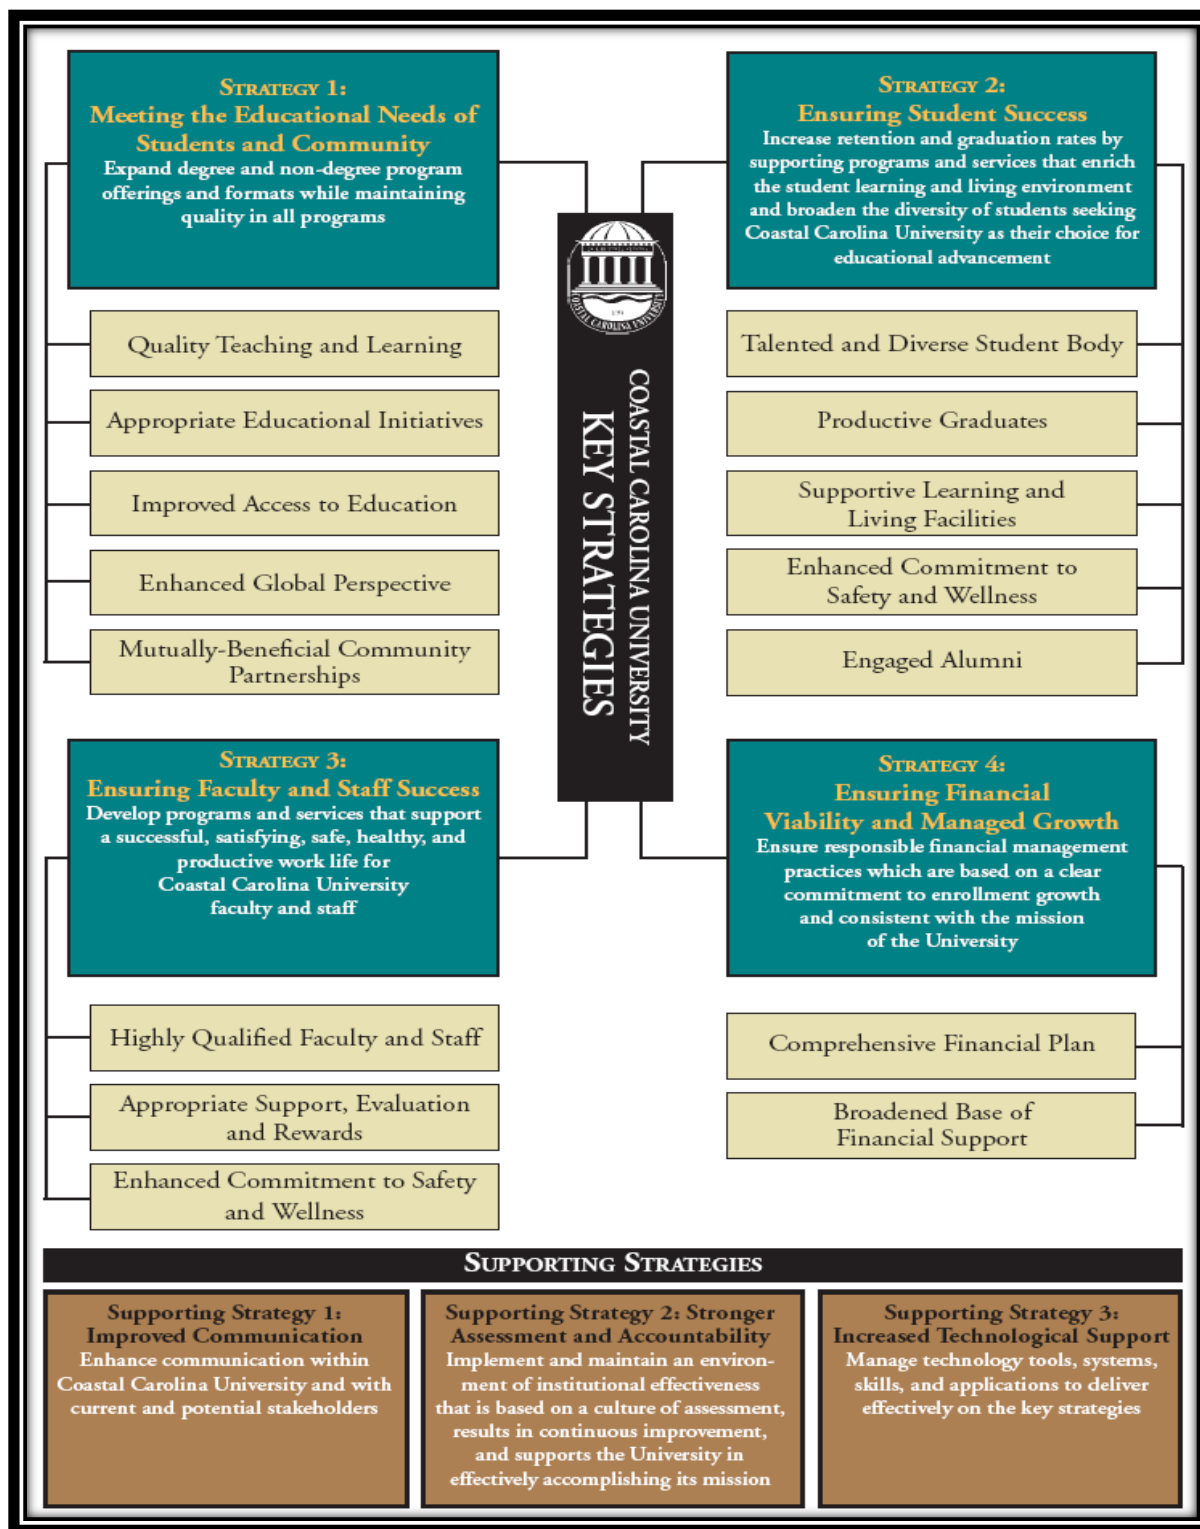 STRATEGY 1:
Meeting the Educational Needs of
Students and Community
Expand degree and non-degree program
offerings and formats while maintaining
quality in all programs
Quality Teaching and Learning
Appropriate Educational Initiatives
Improved Access to Education
Enhanced Global Perspective
Mutually-Beneficial Community
Partnerships
COASTAL CAROLINA UNIVERSITY
COASTAL CAROLINA UNIVERSITY
KEY STRATEGIES
STRATEGY 2:
Ensuring Student Success
Increase retention and graduation rates by
supporting programs and services that enrich
the student learning and living environment
and broaden the diversity of students seeking
Coastal Carolina University as their choice for
educational advancement
Talented and Diverse Student Body
Productive Graduates
Supportive Learning and
Living Facilities
Enhanced Commitment to
Safety and Wellness
Engaged Alumni
STRATEGY 3:
Ensuring Faculty and Staff Success
Develop programs and services that support
a successful, satisfying, safe, healthy, and
productive work life for
Coastal Carolina University
faculty and staff
Highly Qualified Faculty and Staff
Appropriate Support, Evaluation
and Rewards
Enhanced Commitment to Safety
and Wellness
STRATEGY 4:
Ensuring Financial
Viability and Managed Growth
Ensure responsible financial management
practices which are based on a clear
commitment to enrollment growth
and consistent with the mission
of the University
Comprehensive Financial Plan
Broadened Base of
Financial Support
SUPPORTING STRATEGIES
Supporting Strategy 1:
Improved Communication
Enhance communication within
Coastal Carolina University and with
current and potential stakeholders
Supporting Strategy 2: Stronger
Assessment and Accountability
Implement and maintain an environ-
ment of institutional effectiveness
that is based on a culture of assessment,
results in continuous improvement,
and supports the University in
effectively accomplishing its mission
Supporting Strategy 3:
Increased Technological Support
Manage technology tools, systems,
skills, and applications to deliver
effectively on the key strategies